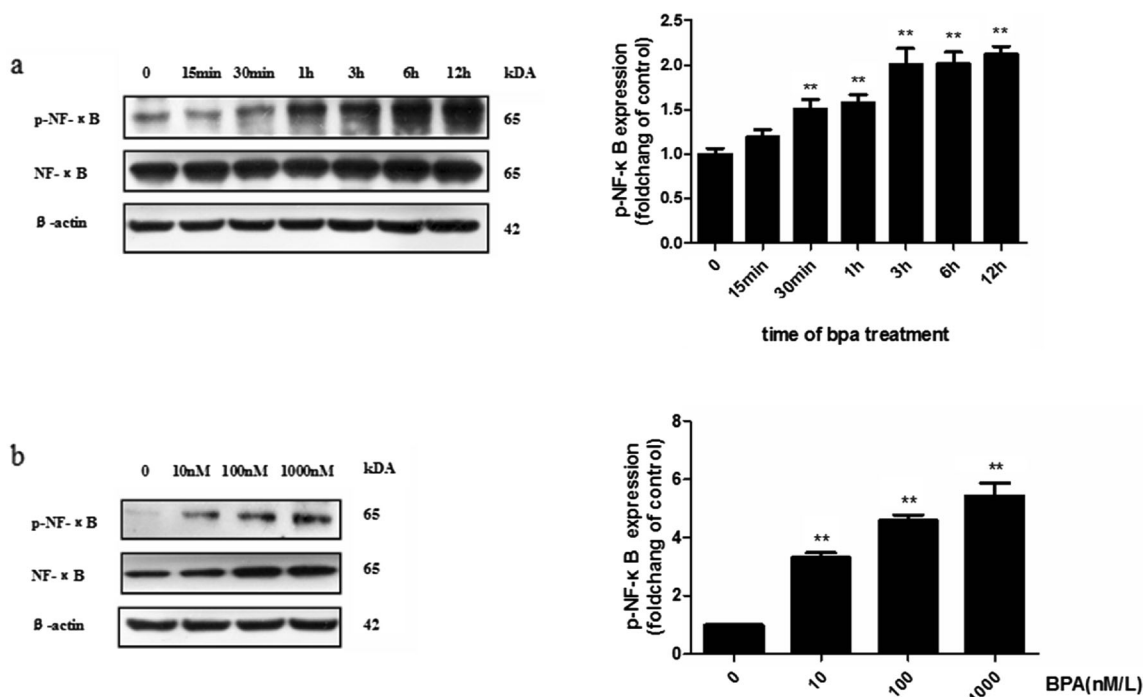 a
0 15min 30min 1h 3h 6h 12h kDA
p-NF-κB 65
NF-κB 65
β-actin 42
p-NF-κ B expression
(foldchang of control)
2.5
2.0
1.5
1.0
0.5
0.0
** ** ** ** **
0 15min 30min 1h 3h 6h 12h
time of bpa treatment
b
0 10nM 100nM 1000nM kDA
p-NF-κB 65
NF-κB 65
β-actin 42
p-NF-κ B expression
(foldchang of control)
8
6
4
2
0
** ** **
0 10 100 1000 BPA(nM/L)